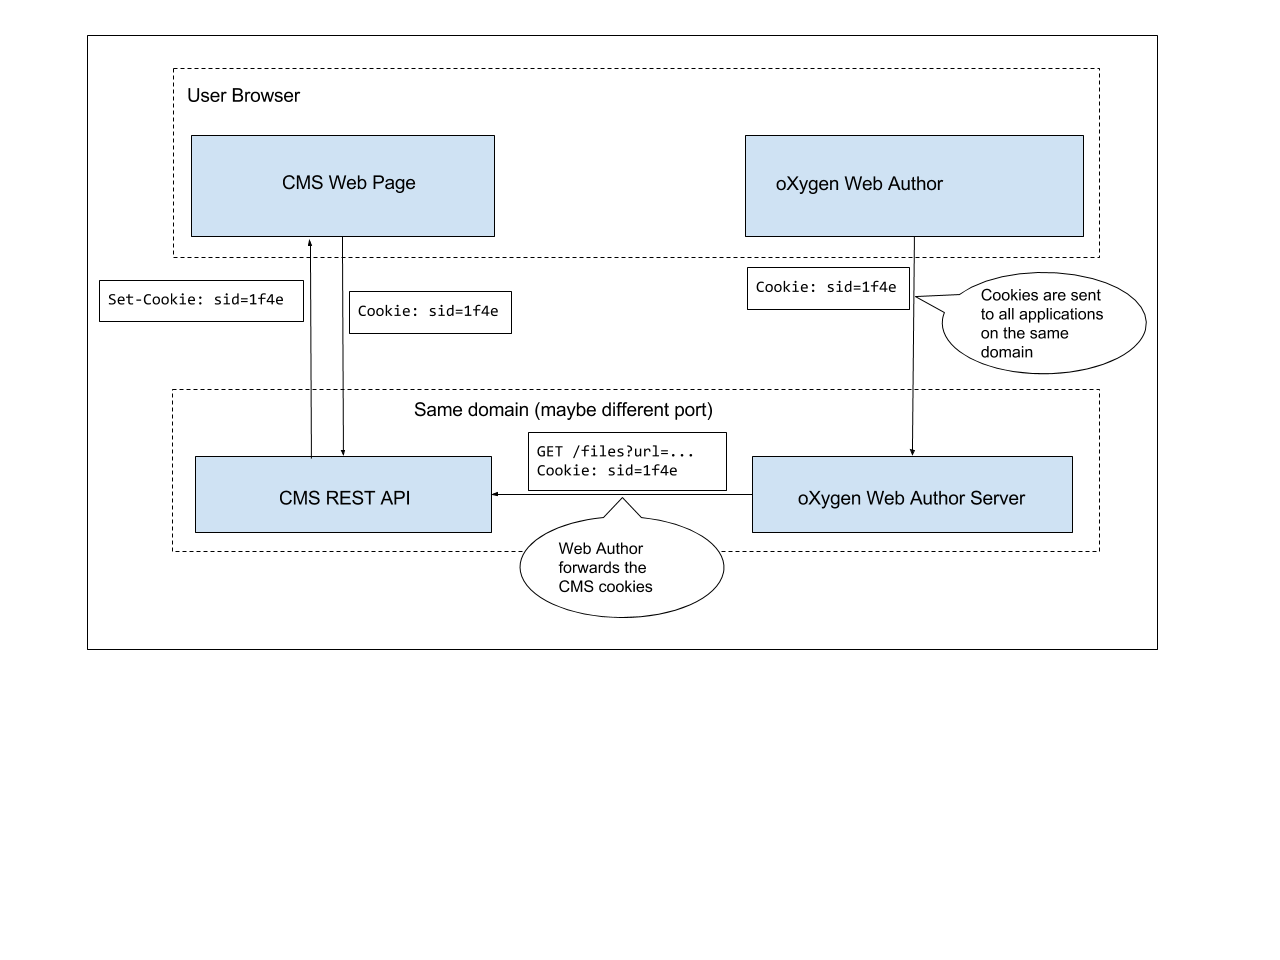 User Browser
CMS Web Page
oXygen Web Author
Set-Cookie: sid=1f4e
Cookie: sid=1f4e
Cookie: sid=1f4e
Cookies are sent
to all applications
on the same
domain
Same domain (maybe different port)
GET /files?url=...
Cookie: sid=1f4e
CMS REST API
oXygen Web Author Server
Web Author
forwards the
CMS cookies